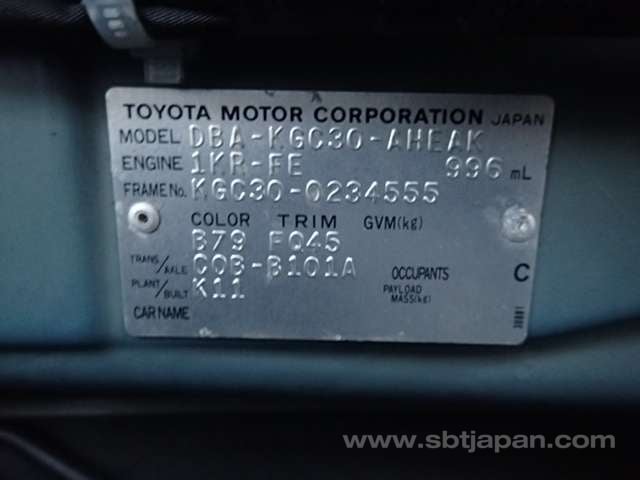 TOYOTA MOTOR CORPORATION JAPAN
MODEL DBA-KGC30-AHEAK
ENGINE 1KR-FE 996 mL
FRAME No. KGC30-0234555
COLOR TRIM GVM(kg)
B79 FQ45
TRANS/AXLE C0B-B101A OCCUPANTS C
PLANT/BUILT K11 PAYLOAD MASS(kg)
CAR NAME
www.sbtjapan.com